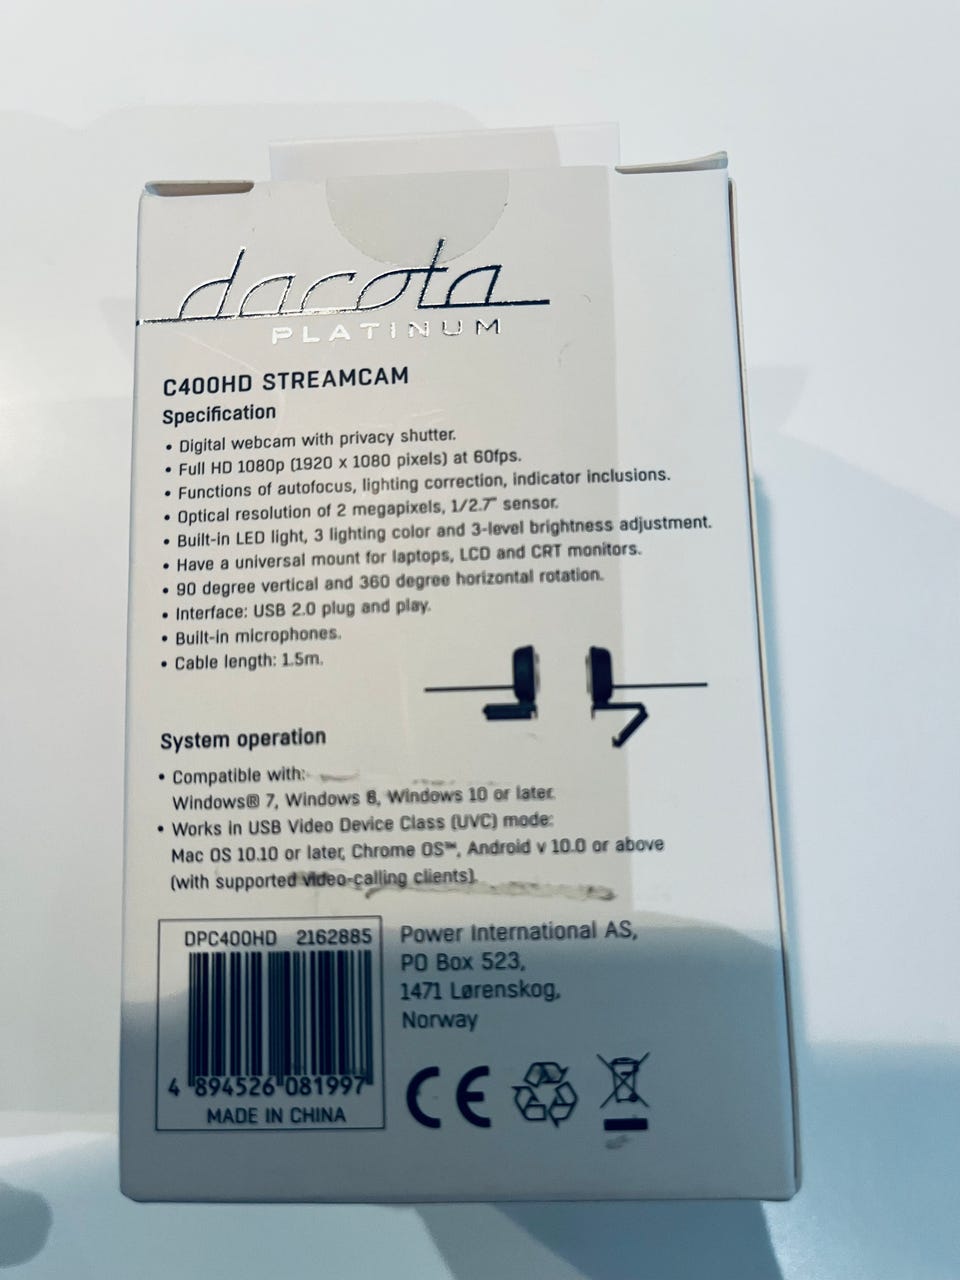 dacota
PLATINUM
C400HD STREAMCAM
Specification
• Digital webcam with privacy shutter.
• Full HD 1080p (1920 x 1080 pixels) at 60fps.
• Functions of autofocus, lighting correction, indicator inclusions.
• Optical resolution of 2 megapixels, 1/2.7" sensor.
• Built-in LED light, 3 lighting color and 3-level brightness adjustment.
• Have a universal mount for laptops, LCD and CRT monitors.
• 90 degree vertical and 360 degree horizontal rotation.
• Interface: USB 2.0 plug and play.
• Built-in microphones.
• Cable length: 1.5m.
System operation
• Compatible with:
Windows® 7, Windows 8, Windows 10 or later.
• Works in USB Video Device Class (UVC) mode:
Mac OS 10.10 or later, Chrome OS™, Android v 10.0 or above
(with supported video-calling clients).
DPC400HD 2162885
4 894526 081997
MADE IN CHINA
Power International AS,
PO Box 523,
1471 Lørenskog,
Norway
CE